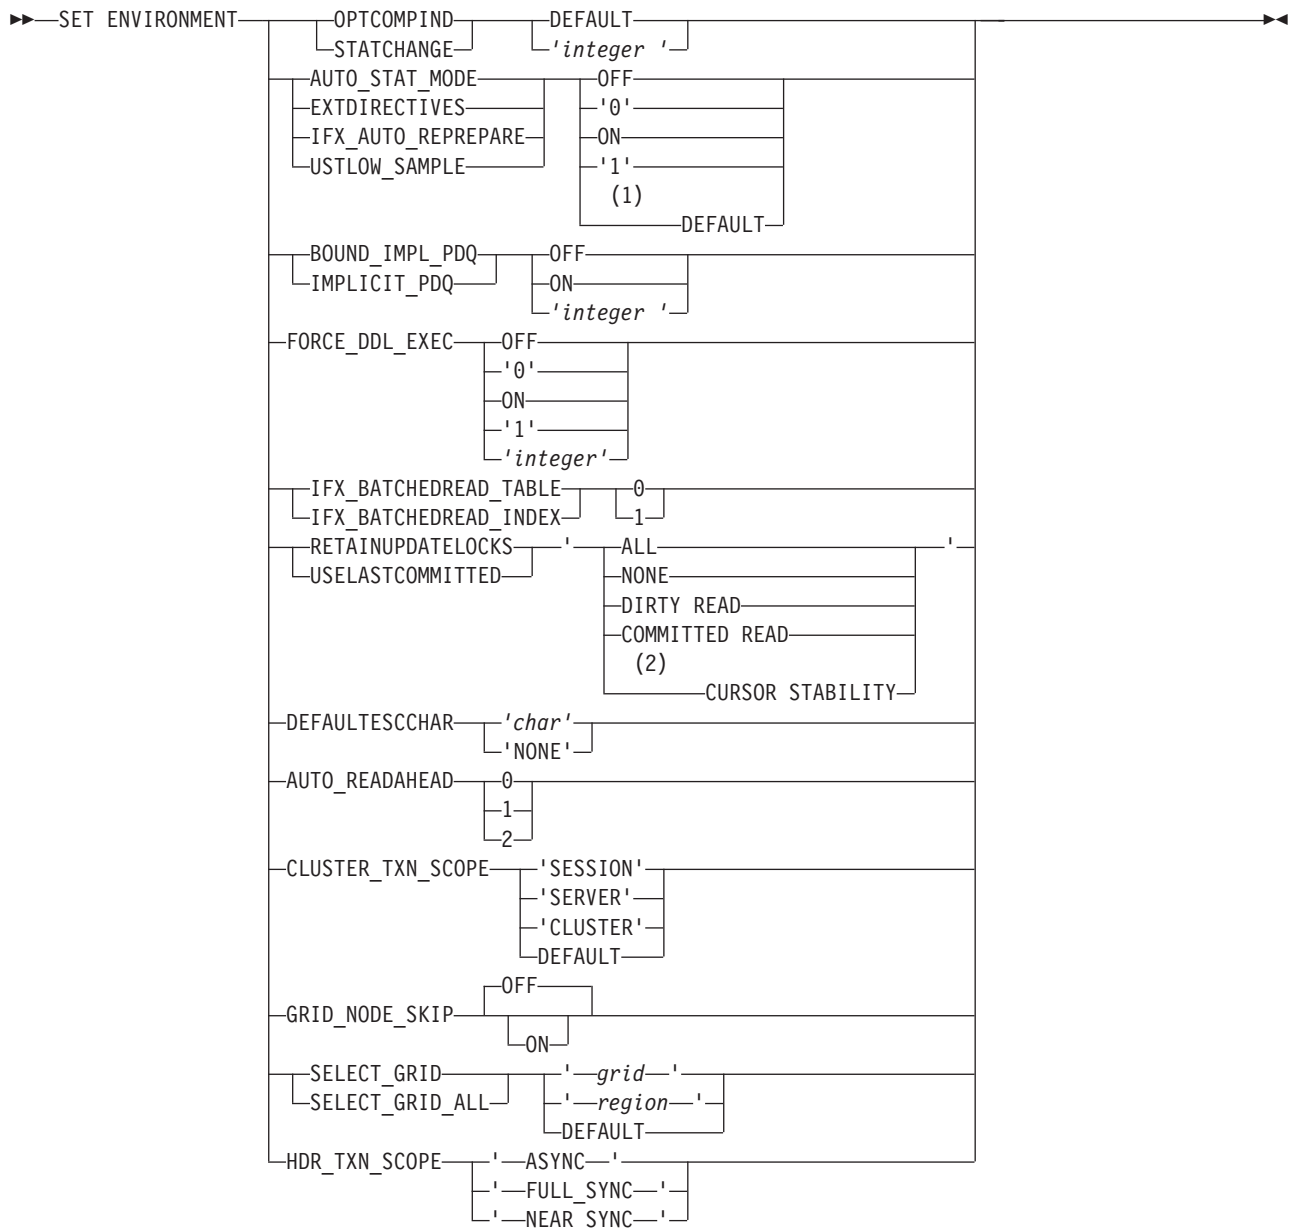 SET ENVIRONMENT OPTCOMPIND DEFAULT
STATCHANGE 'integer '
AUTO_STAT_MODE OFF
EXTDIRECTIVES '0'
IFX_AUTO_REPREPARE ON
USTLOW_SAMPLE '1'
(1)
DEFAULT
BOUND_IMPL_PDQ OFF
IMPLICIT_PDQ ON
'integer '
FORCE_DDL_EXEC OFF
'0'
ON
'1'
'integer'
IFX_BATCHEDREAD_TABLE 0
IFX_BATCHEDREAD_INDEX 1
RETAINUPDATELOCKS ' ALL '
USELASTCOMMITTED NONE
DIRTY READ
COMMITTED READ
(2)
CURSOR STABILITY
DEFAULTESCCHAR 'char'
'NONE'
AUTO_READAHEAD 0
1
2
CLUSTER_TXN_SCOPE 'SESSION'
'SERVER'
'CLUSTER'
DEFAULT
OFF
GRID_NODE_SKIP
ON
SELECT_GRID ' grid '
SELECT_GRID_ALL ' region '
DEFAULT
HDR_TXN_SCOPE ' ASYNC '
' FULL_SYNC '
' NEAR SYNC '